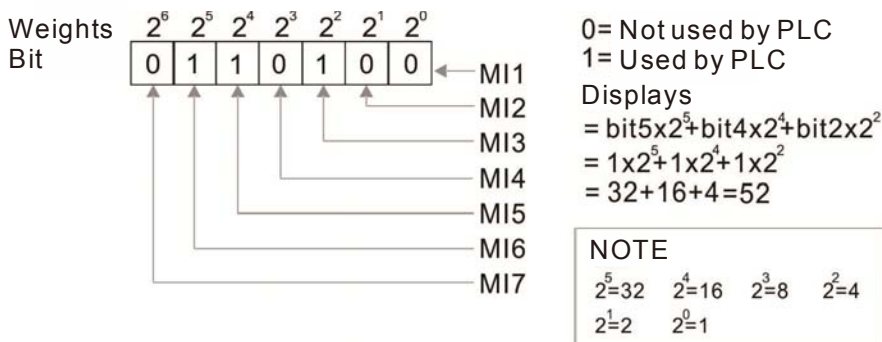 Weights 2⁶ 2⁵ 2⁴ 2³ 2² 2¹ 2⁰
Bit 0 1 1 0 1 0 0
MI1
MI2
MI3
MI4
MI5
MI6
MI7
0= Not used by PLC
1= Used by PLC
Displays
= bit5x2⁵+bit4x2⁴+bit2x2²
= 1x2⁵+1x2⁴+1x2²
= 32+16+4=52
NOTE
2⁵=32 2⁴=16 2³=8 2²=4
2¹=2 2⁰=1